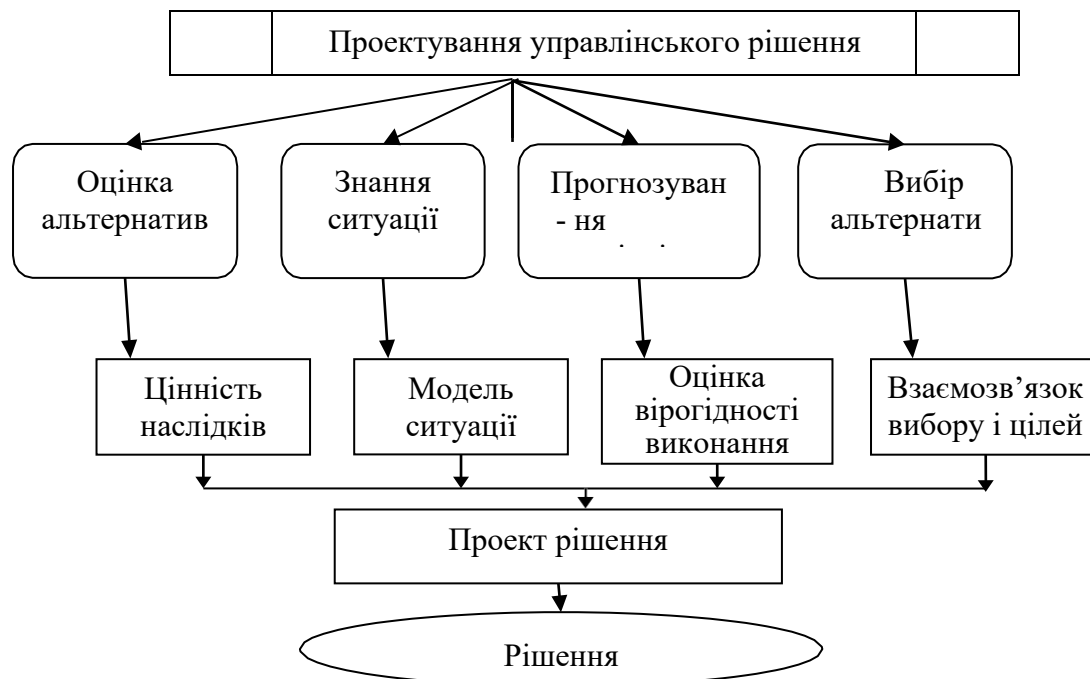 Проектування управлінського рішення
Оцінка
альтернатив
Знання
ситуації
Прогнозуван
- ня
Вибір
альтернати
Цінність
наслідків
Модель
ситуації
Оцінка
вірогідності
виконання
Взаємозв’язок
вибору і цілей
Проект рішення
Рішення